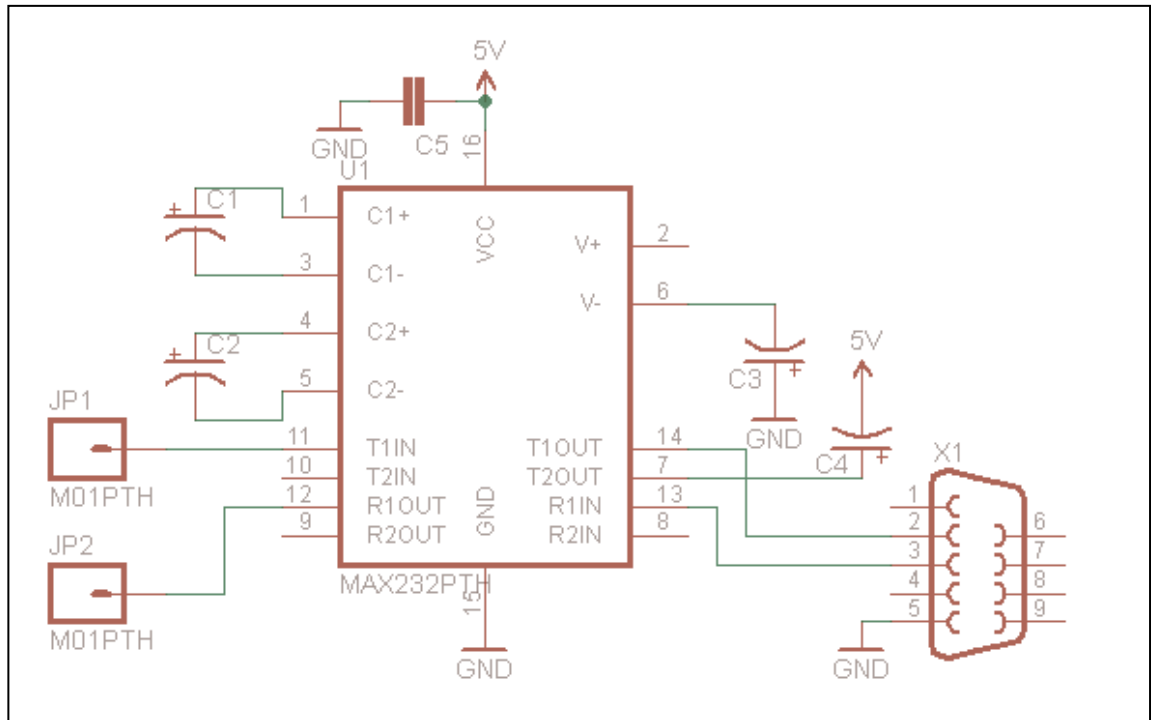 5V
GND
C5
16
U1
C1
+
1
C1+
VCC
V+
2
3
C1-
V-
6
4
C2+
C2
+
5
C2-
C3
+
5V
GND
JP1
M01PTH
11
T1IN
T1OUT
14
10
T2IN
T2OUT
7
C4
+
12
R1OUT
GND
R1IN
13
9
R2OUT
R2IN
8
X1
1
2
3
4
5
6
7
8
9
JP2
M01PTH
MAX232PTH
15
GND
GND